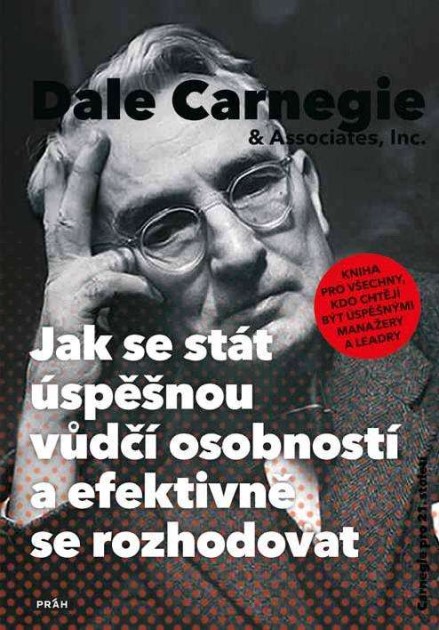 Dale Carnegie
& Associates, Inc.
KNIHA
PRO VŠECHNY,
KDO CHTĚJÍ
BÝT ÚSPĚŠNÝMI
MANAŽERY
A LEADRY
Jak se stát
úspěšnou
vůdčí osobností
a efektivně
se rozhodovat
Carnegie pro 21. století
PRÁH